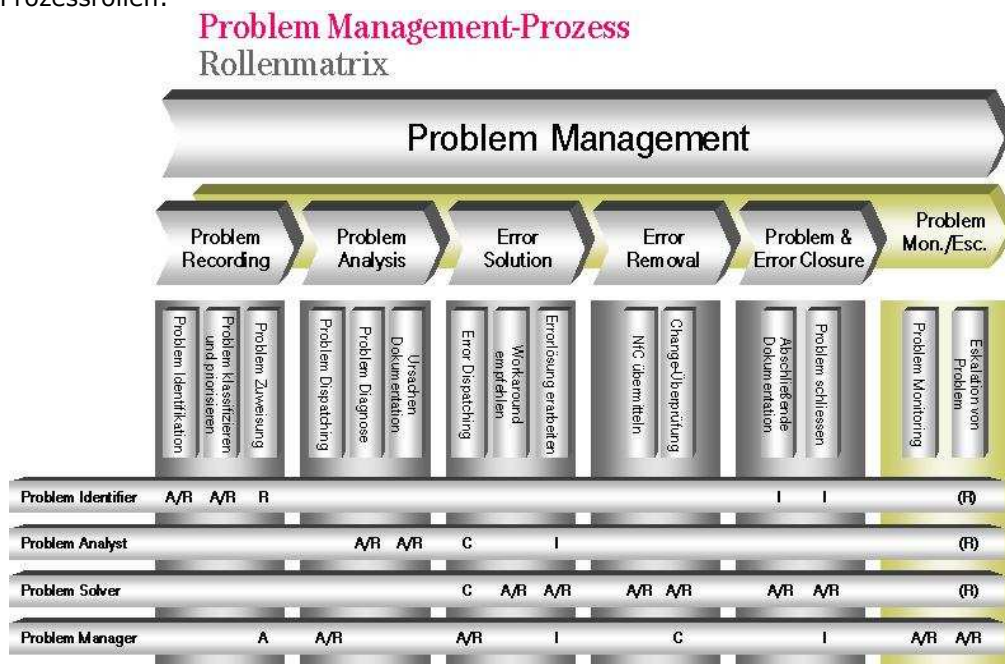 Prozessrollen.
Problem Management-Prozess
Rollenmatrix
Problem Management
Problem
Recording
Problem
Analysis
Error
Solution
Error
Removal
Problem &
Error Closure
Problem
Mon./Esc.
Problem Identifikation
Problem klassifizieren
und priorisieren
Problem Zuweisung
Problem Dispatching
Problem Diagnose
Ursachen
Dokumentation
Error Dispatching
Workaround
empfehlen
Errorlösung erarbeiten
NfC übermitteln
Change-Überprüfung
Abschließende
Dokumentation
Problem schliessen
Problem Monitoring
Eskalation von
Problem
Problem Identifier A/R A/R R I I (R)
Problem Analyst A/R A/R C I (R)
Problem Solver C A/R A/R A/R A/R A/R A/R (R)
Problem Manager A A/R A/R I C I A/R A/R